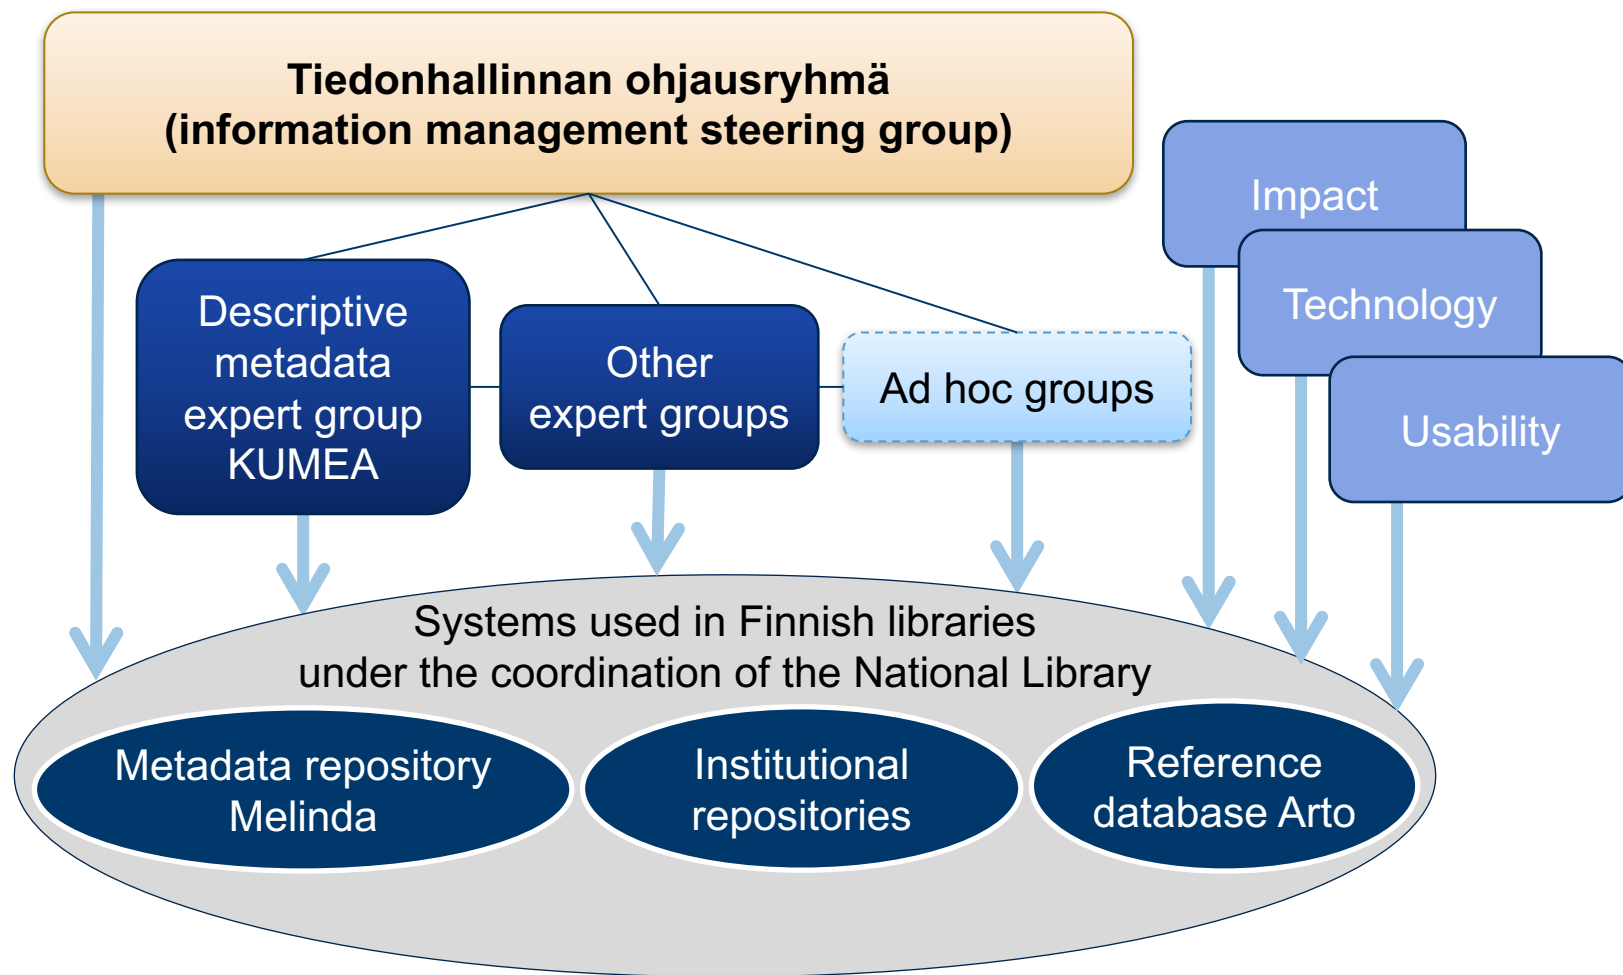 Tiedonhallinnan ohjausryhmä
(information management steering group)
Impact
Technology
Usability
Descriptive
metadata
expert group
KUMEA
Other
expert groups
Ad hoc groups
Systems used in Finnish libraries
under the coordination of the National Library
Metadata repository
Melinda
Institutional
repositories
Reference
database Arto